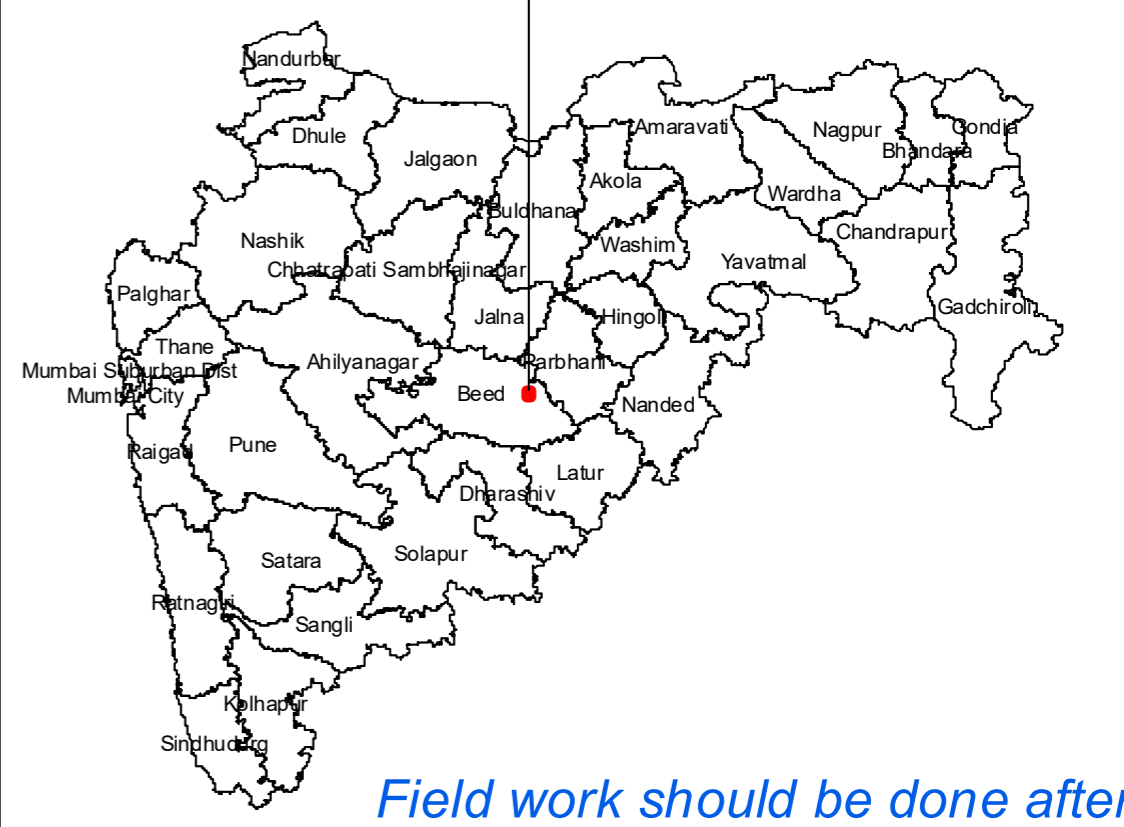 Nandurbar
Dhule
Jalgaon
Amaravati
Nagpur
Gondia
Bhandara
Akola
Wardha
Buldhana
Washim
Chandrapur
Nashik
Chhatrapati Sambhajinagar
Yavatmal
Palghar
Jalna
Hingoli
Gadchiroli
Thane
Ahilyanagar
Parbhani
Mumbai Suburban Dist
Mumbai City
Beed
Nanded
Raigad
Pune
Latur
Dharashiv
Satara
Solapur
Ratnagiri
Sangli
Kolhapur
Sindhudurg
Field work should be done after